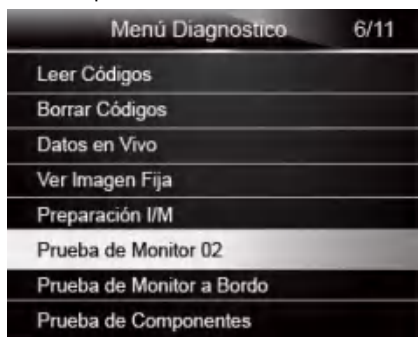 Menú Diagnostico 6/11
Leer Códigos
Borrar Códigos
Datos en Vivo
Ver Imagen Fija
Preparación I/M
Prueba de Monitor 02
Prueba de Monitor a Bordo
Prueba de Componentes